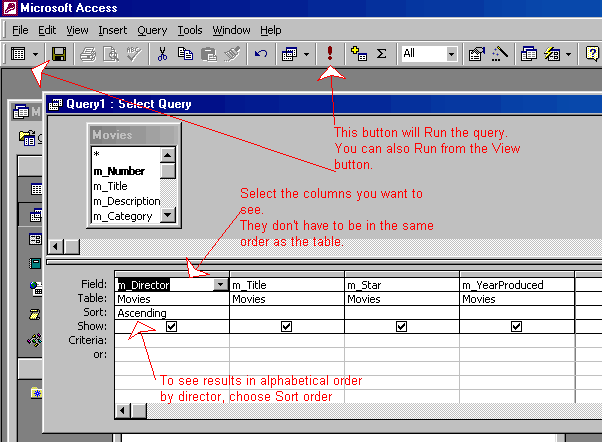 Microsoft Access
File Edit View Insert Query Tools Window Help
All
M
Query1 : Select Query
Movies
*
m_Number
m_Title
m_Description
m_Category
This button will Run the query.
You can also Run from the View
button.
Select the columns you want to
see.
They don't have to be in the same
order as the table.
Field: m_Director m_Title m_Star m_YearProduced
Table: Movies Movies Movies Movies
Sort: Ascending
Show:
Criteria:
or:
To see results in alphabetical order
by director, choose Sort order